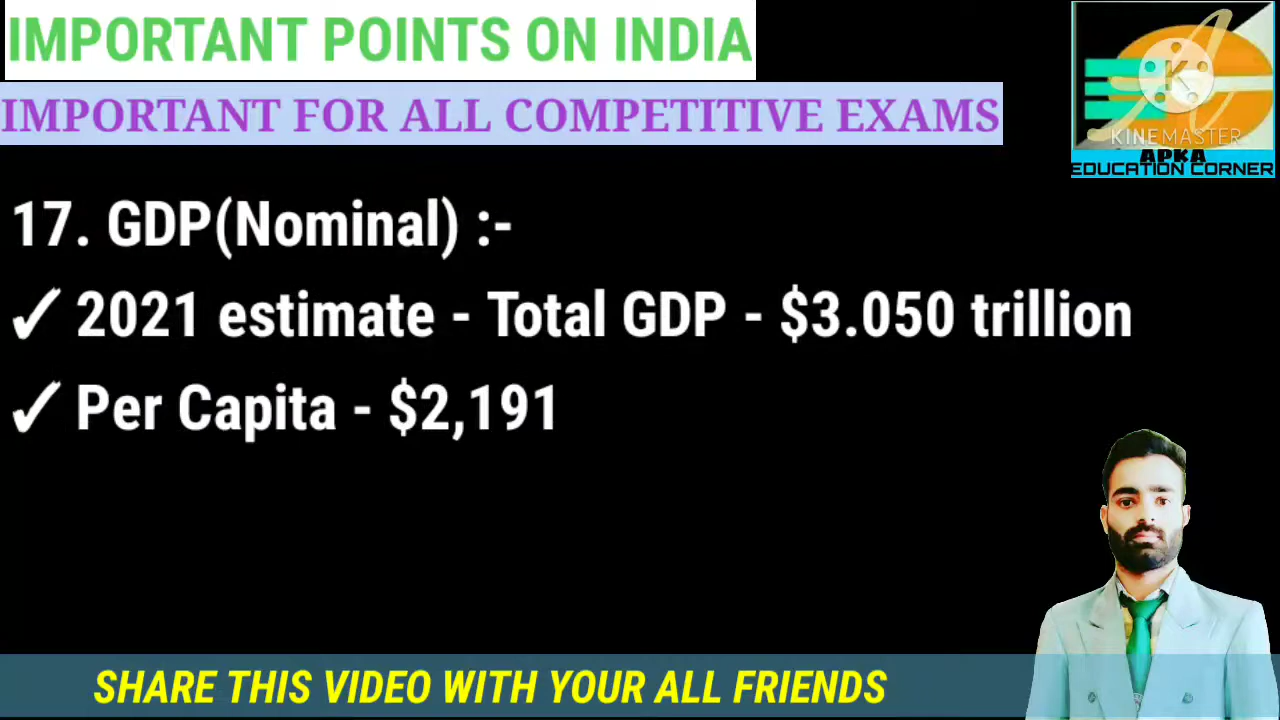 IMPORTANT POINTS ON INDIA
IMPORTANT FOR ALL COMPETITIVE EXAMS
KINEMASTER
APKA
EDUCATION CORNER
17. GDP(Nominal) :-
✓ 2021 estimate - Total GDP - $3.050 trillion
✓ Per Capita - $2,191
SHARE THIS VIDEO WITH YOUR ALL FRIENDS